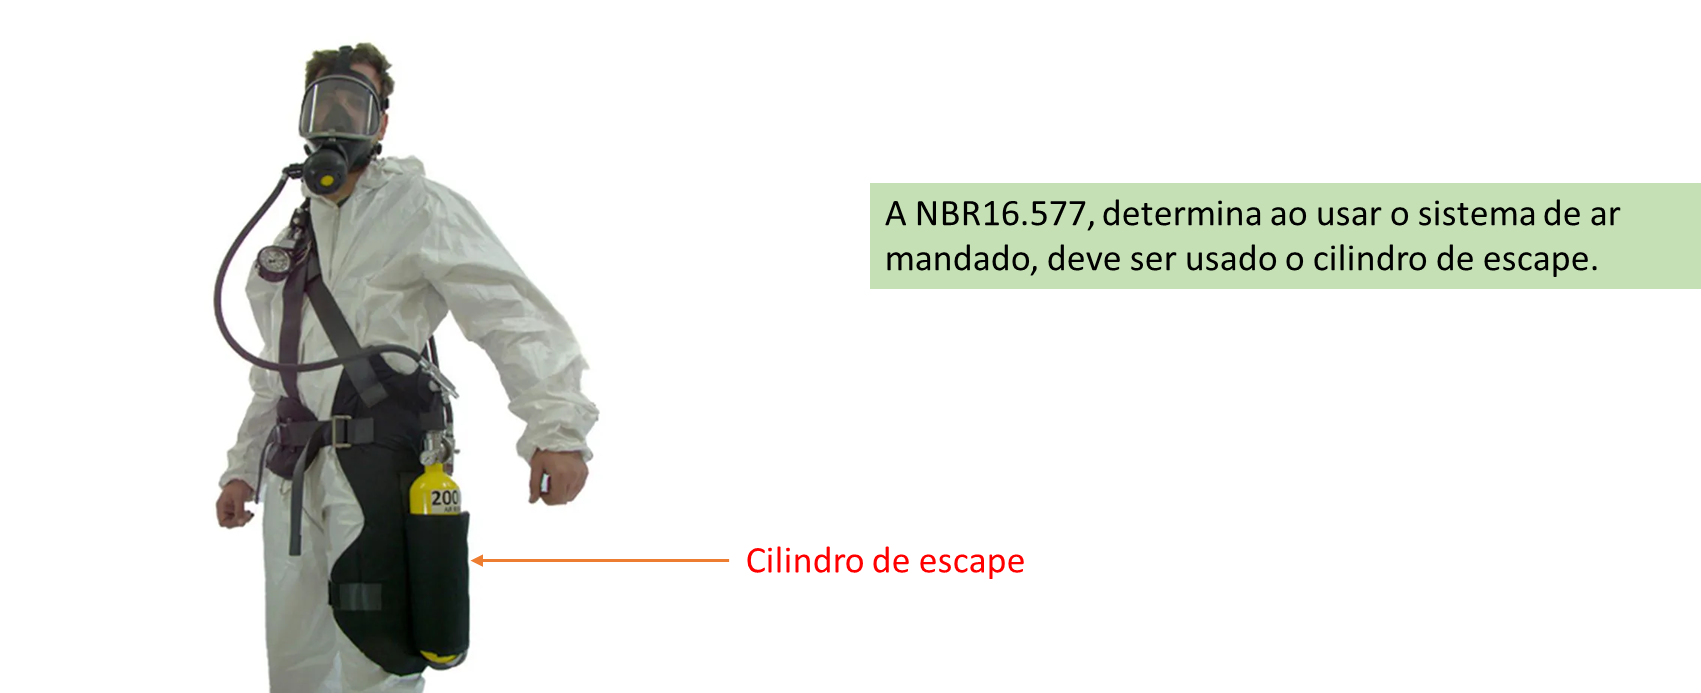 A NBR16.577, determina ao usar o sistema de ar
mandado, deve ser usado o cilindro de escape.
200
Cilindro de escape